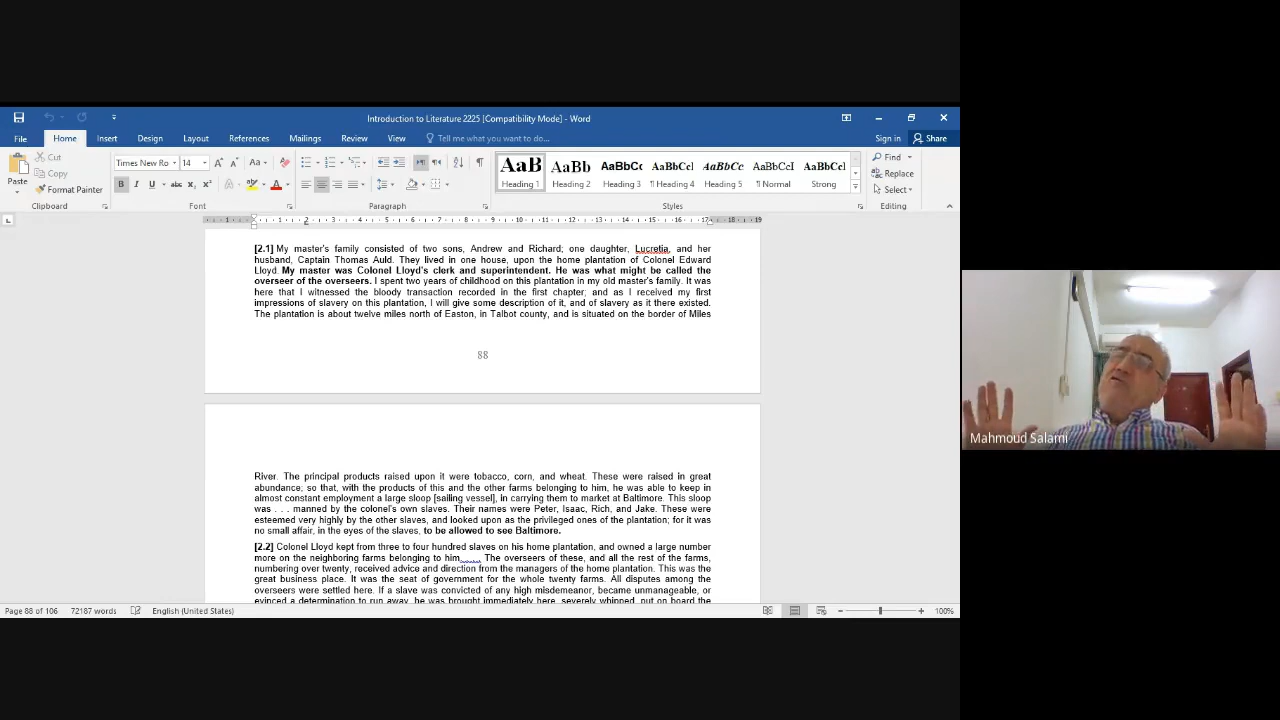 Introduction to Literature 2225 [Compatibility Mode] - Word
File Home Insert Design Layout References Mailings Review View Tell me what you want to do... Sign in Share
Paste
Cut
Copy
Format Painter
Clipboard
Times New Ro 14
Font
Paragraph
AaB AaBb AaBbCc AaBbCcl AaBbCc AaBbCcI AaBbCcl
Heading 1 Heading 2 Heading 3 ¶ Heading 4 Heading 5 ¶ Normal Strong
Styles
Find
Replace
Select
Editing
[2.1] My master's family consisted of two sons, Andrew and Richard; one daughter, Lucretia, and her
husband, Captain Thomas Auld. They lived in one house, upon the home plantation of Colonel Edward
Lloyd. My master was Colonel Lloyd's clerk and superintendent. He was what might be called the
overseer of the overseers. I spent two years of childhood on this plantation in my old master's family. It was
here that I witnessed the bloody transaction recorded in the first chapter; and as I received my first
impressions of slavery on this plantation, I will give some description of it, and of slavery as it there existed.
The plantation is about twelve miles north of Easton, in Talbot county, and is situated on the border of Miles
88
River. The principal products raised upon it were tobacco, corn, and wheat. These were raised in great
abundance; so that, with the products of this and the other farms belonging to him, he was able to keep in
almost constant employment a large sloop [sailing vessel], in carrying them to market at Baltimore. This sloop
was . . . manned by the colonel's own slaves. Their names were Peter, Isaac, Rich, and Jake. These were
esteemed very highly by the other slaves, and looked upon as the privileged ones of the plantation; for it was
no small affair, in the eyes of the slaves, to be allowed to see Baltimore.
[2.2] Colonel Lloyd kept from three to four hundred slaves on his home plantation, and owned a large number
more on the neighboring farms belonging to him. . . . The overseers of these, and all the rest of the farms,
numbering over twenty, received advice and direction from the managers of the home plantation. This was the
great business place. It was the seat of government for the whole twenty farms. All disputes among the
overseers were settled here. If a slave was convicted of any high misdemeanor, became unmanageable, or
evinced a determination to run away, he was brought immediately here, severely whipped, put on board the
Page 88 of 106 72187 words English (United States) 100%
Mahmoud Salami